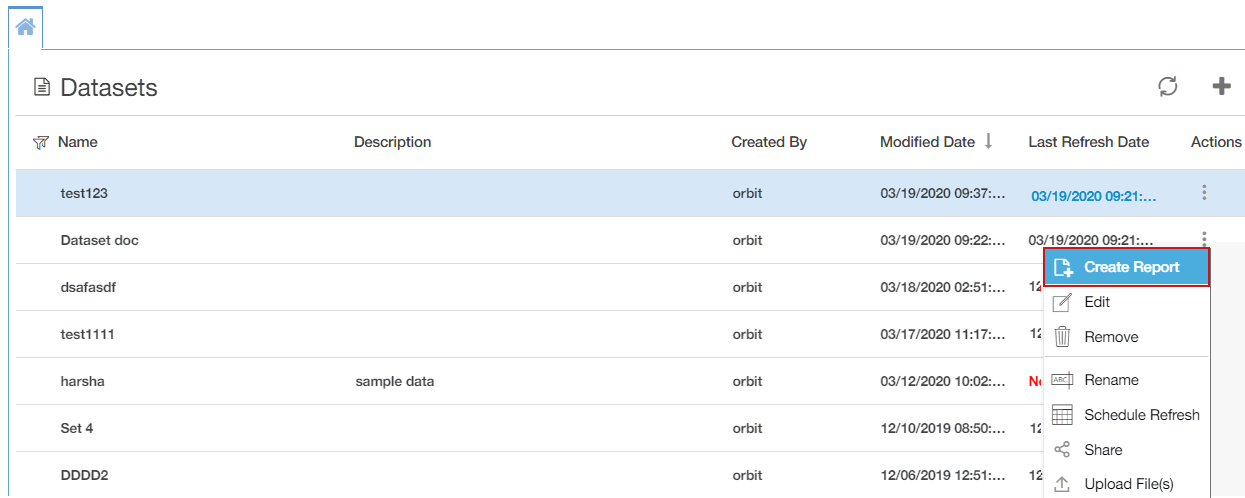 Datasets
Name Description Created By Modified Date Last Refresh Date Actions
test123 orbit 03/19/2020 09:37:... 03/19/2020 09:21:...
Dataset doc orbit 03/19/2020 09:22:... 03/19/2020 09:21:...
Create Report
dsafasdf orbit 03/18/2020 02:51:... 12
Edit
test1111 orbit 03/17/2020 11:17:... 12
Remove
harsha sample data orbit 03/12/2020 10:02:... No
ABC Rename
Schedule Refresh
Set 4 orbit 12/10/2019 08:50:... 12
Share
DDDD2 orbit 12/06/2019 12:51:... 12
Upload File(s)